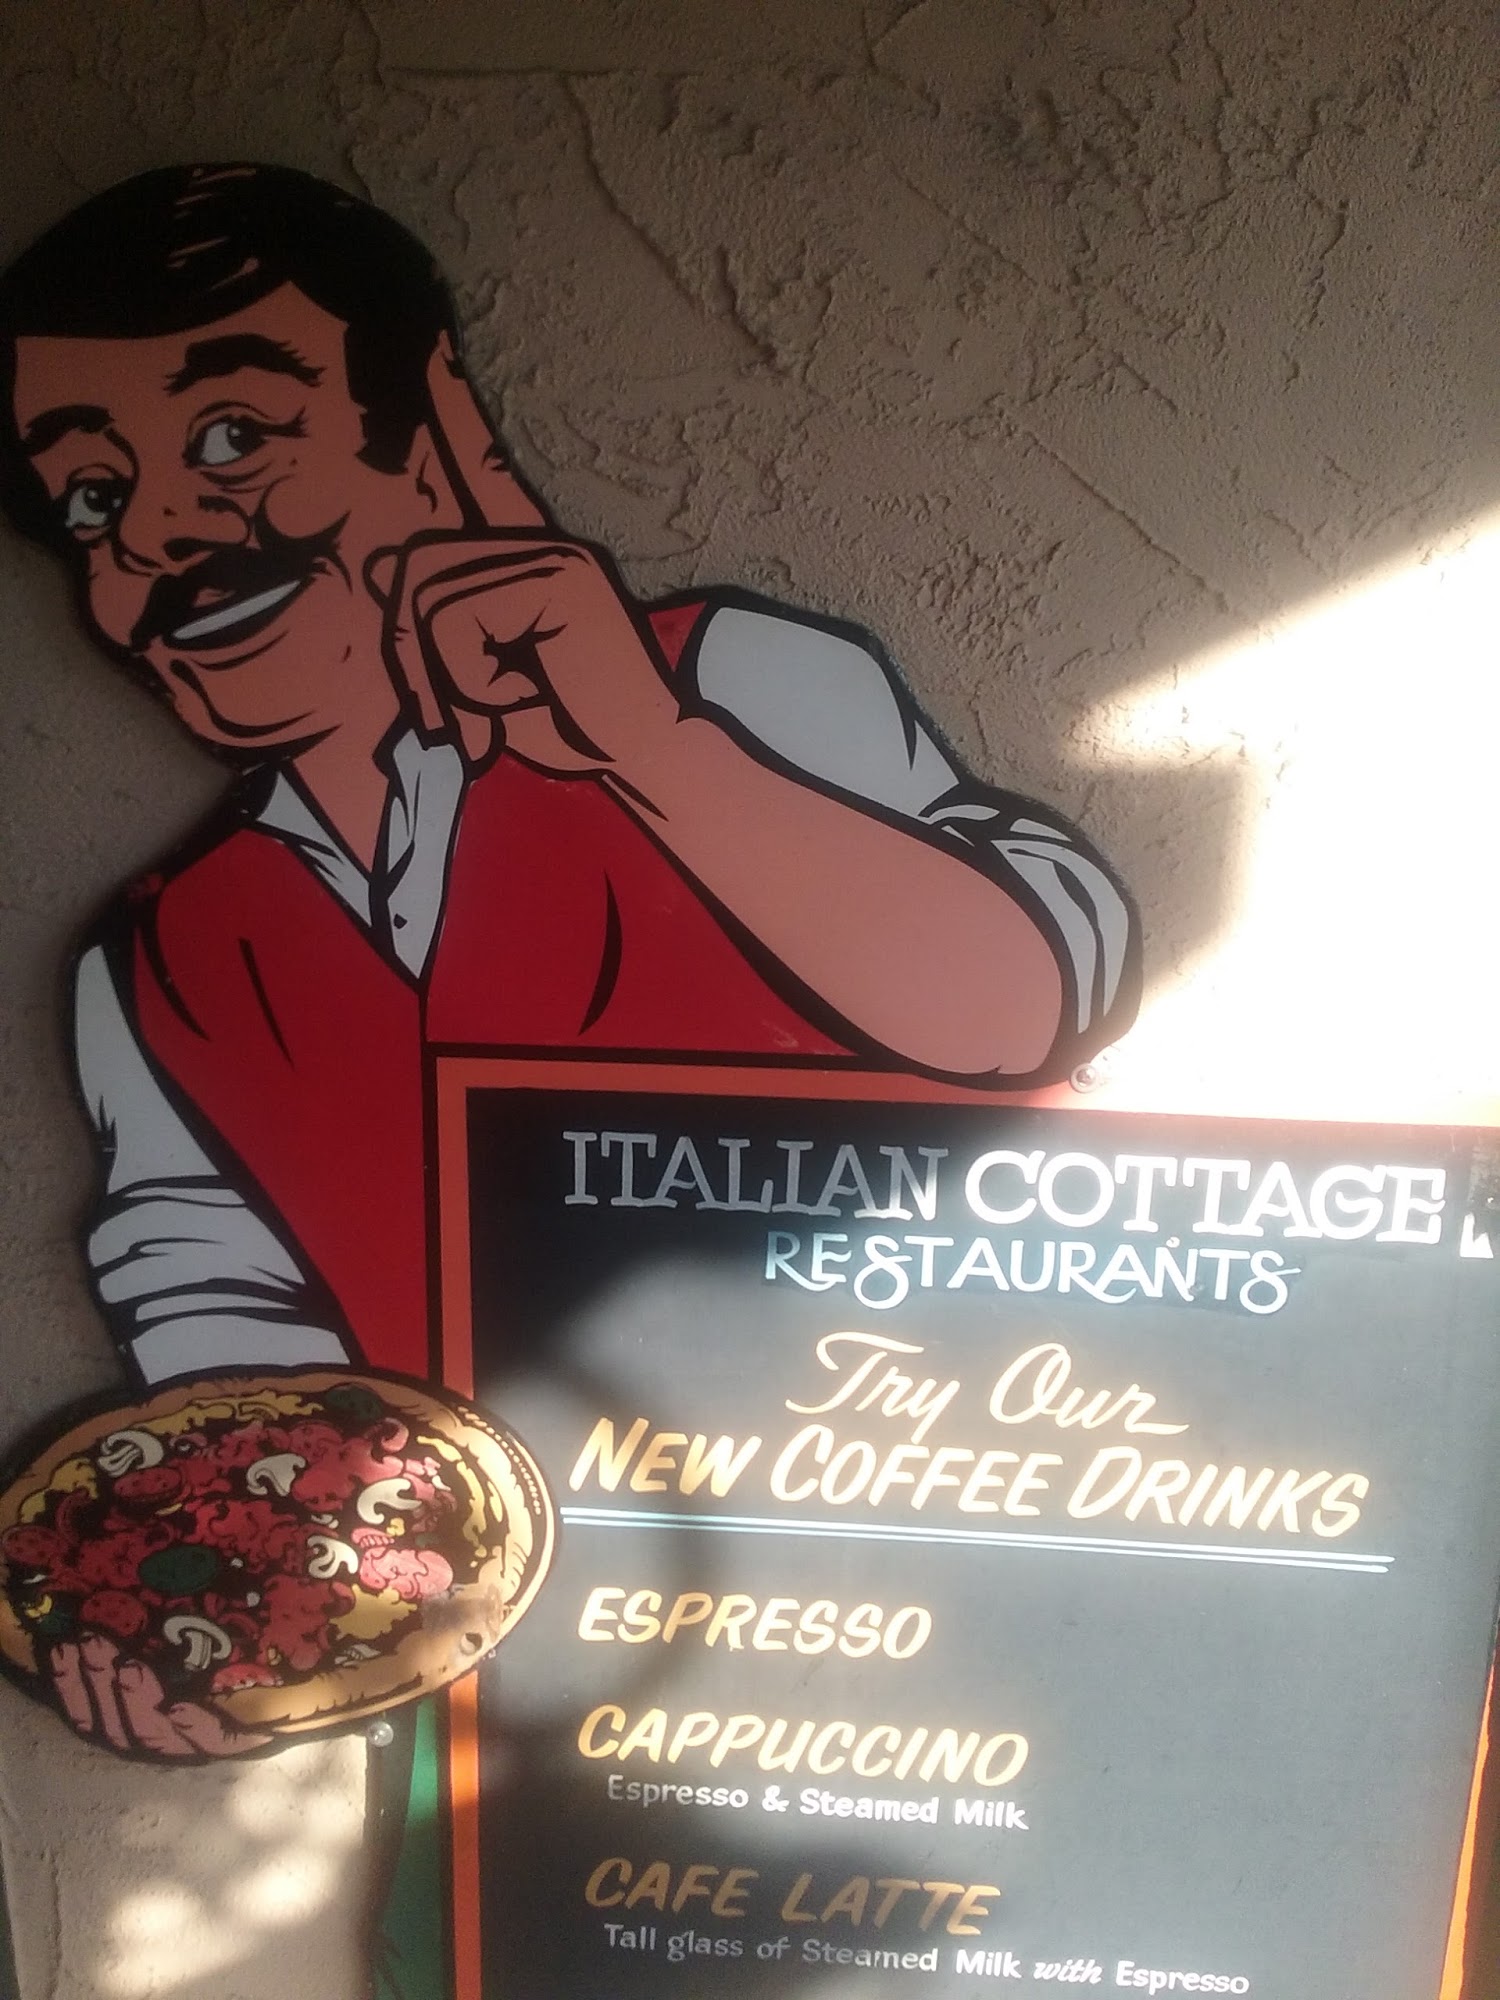 ITALIAN COTTAGE
RESTAURANTS
Try Our
NEW COFFEE DRINKS
ESPRESSO
CAPPUCCINO
Espresso & Steamed Milk
CAFE LATTE
Tall glass of Steamed Milk with Espresso